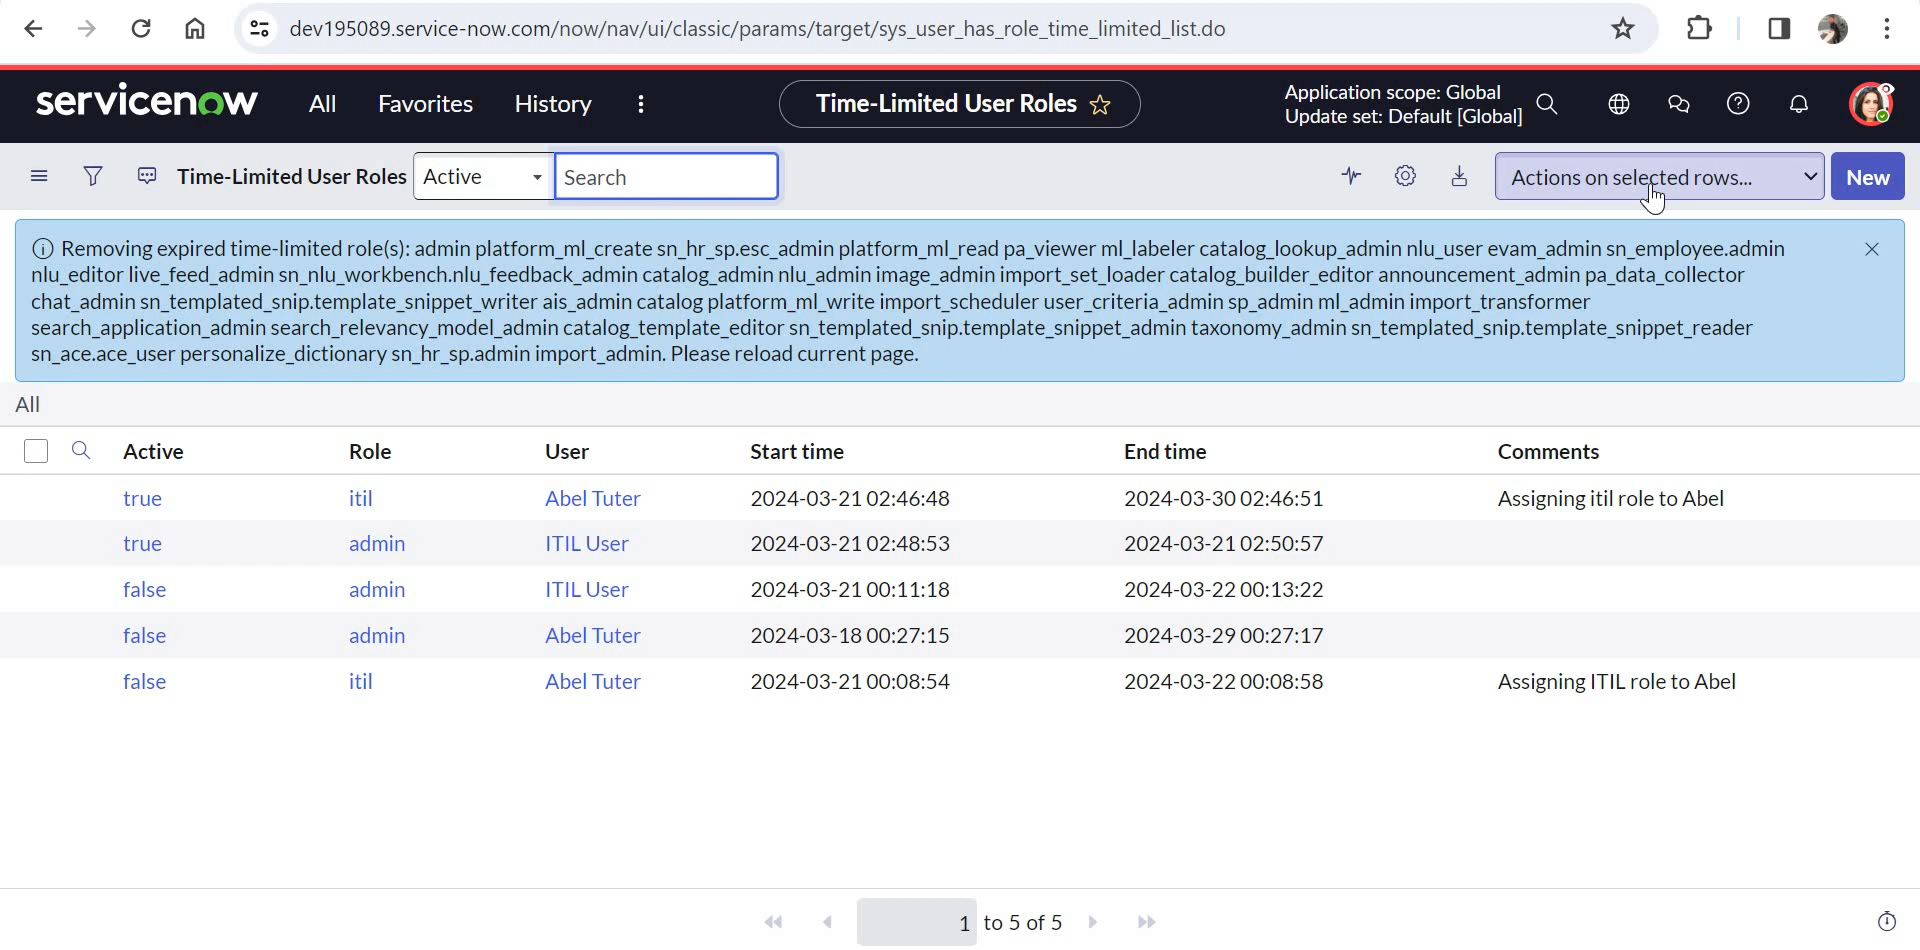 dev195089.service-now.com/now/nav/ui/classic/params/target/sys_user_has_role_time_limited_list.do
servicenow All Favorites History Time-Limited User Roles Application scope: Global
Update set: Default [Global]
Time-Limited User Roles Active Search Actions on selected rows... New
Removing expired time-limited role(s): admin platform_ml_create sn_hr_sp.esc_admin platform_ml_read pa_viewer ml_labeler catalog_lookup_admin nlu_user evam_admin sn_employee.admin
nlu_editor live_feed_admin sn_nlu_workbench.nlu_feedback_admin catalog_admin nlu_admin image_admin import_set_loader catalog_builder_editor announcement_admin pa_data_collector
chat_admin sn_templated_snip.template_snippet_writer ais_admin catalog platform_ml_write import_scheduler user_criteria_admin sp_admin ml_admin import_transformer
search_application_admin search_relevancy_model_admin catalog_template_editor sn_templated_snip.template_snippet_admin taxonomy_admin sn_templated_snip.template_snippet_reader
sn_ace.ace_user personalize_dictionary sn_hr_sp.admin import_admin. Please reload current page.
All
Active Role User Start time End time Comments
true itil Abel Tuter 2024-03-21 02:46:48 2024-03-30 02:46:51 Assigning itil role to Abel
true admin ITIL User 2024-03-21 02:48:53 2024-03-21 02:50:57
false admin ITIL User 2024-03-21 00:11:18 2024-03-22 00:13:22
false admin Abel Tuter 2024-03-18 00:27:15 2024-03-29 00:27:17
false itil Abel Tuter 2024-03-21 00:08:54 2024-03-22 00:08:58 Assigning ITIL role to Abel
1 to 5 of 5